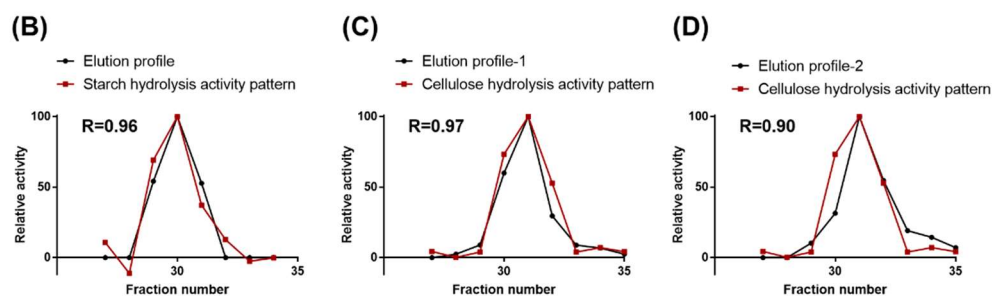 (B)
Elution profile
Starch hydrolysis activity pattern
R=0.96
Relative activity
100
50
0
30
35
Fraction number
(C)
Elution profile-1
Cellulose hydrolysis activity pattern
R=0.97
Relative activity
100
50
0
30
35
Fraction number
(D)
Elution profile-2
Cellulose hydrolysis activity pattern
R=0.90
Relative activity
100
50
0
30
35
Fraction number